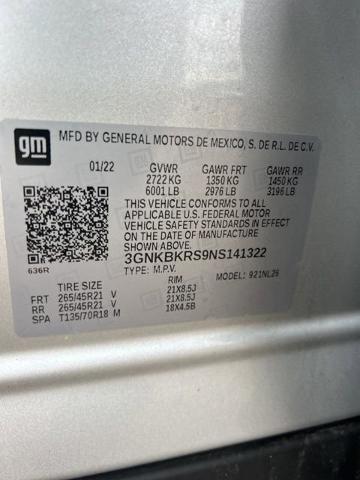 gm
MFD BY GENERAL MOTORS DE MEXICO, S. DE R.L. DE C.V.
01/22 GVWR GAWR FRT GAWR RR
2722 KG 1350 KG 1450 KG
6001 LB 2976 LB 3196 LB
THIS VEHICLE CONFORMS TO ALL
APPLICABLE U.S. FEDERAL MOTOR
VEHICLE SAFETY STANDARDS IN EFFECT
ON THE DATE OF MANUFACTURE SHOWN ABOVE.
3GNKBKRS9NS141322
636R TYPE: M.P.V. MODEL: 921NL26
TIRE SIZE RIM
FRT 265/45R21 V 21X8.5J
RR 265/45R21 V 21X8.5J
SPA T135/70R18 M 18X4.5B